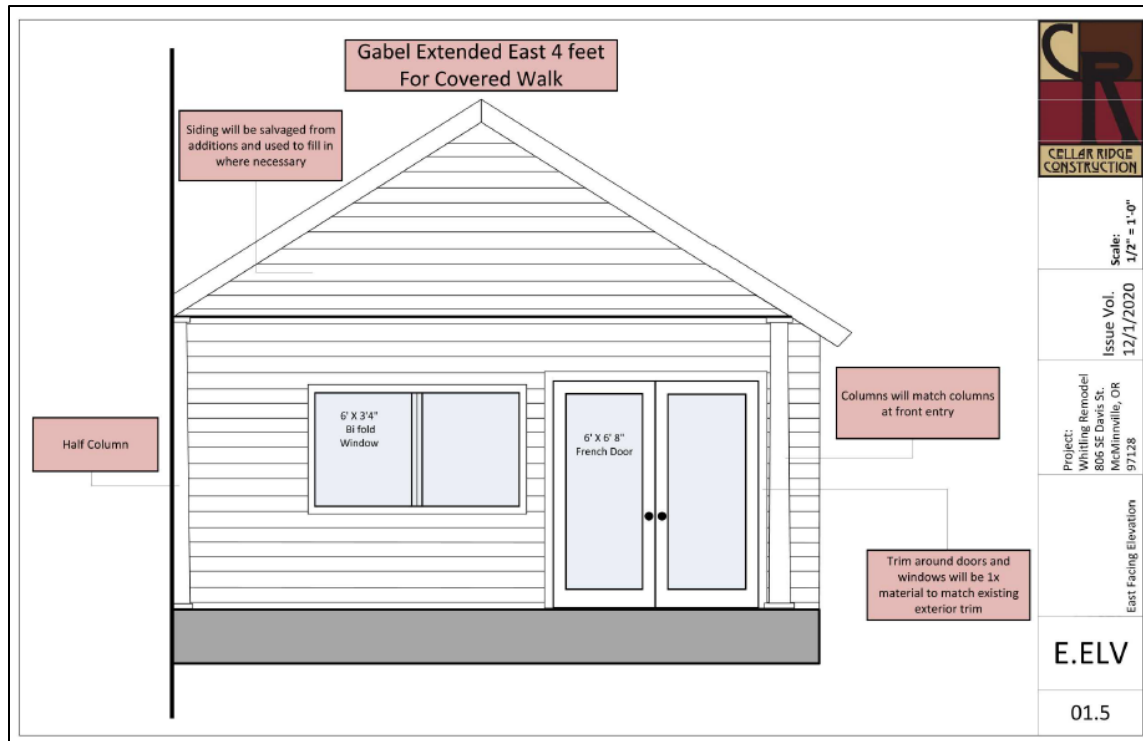 Gabel Extended East 4 feet
For Covered Walk
Siding will be salvaged from
additions and used to fill in
where necessary
Half Column
6' X 3'4"
Bi fold
Window
6' X 6' 8"
French Door
Columns will match columns
at front entry
Trim around doors and
windows will be 1x
material to match existing
exterior trim
CR
CELLAR RIDGE
CONSTRUCTION
Scale:
1/2" = 1'-0"
Issue Vol.
12/1/2020
Project:
Whitling Remodel
806 SE Davis St.
McMinnville, OR
97128
East Facing Elevation
E.ELV
01.5